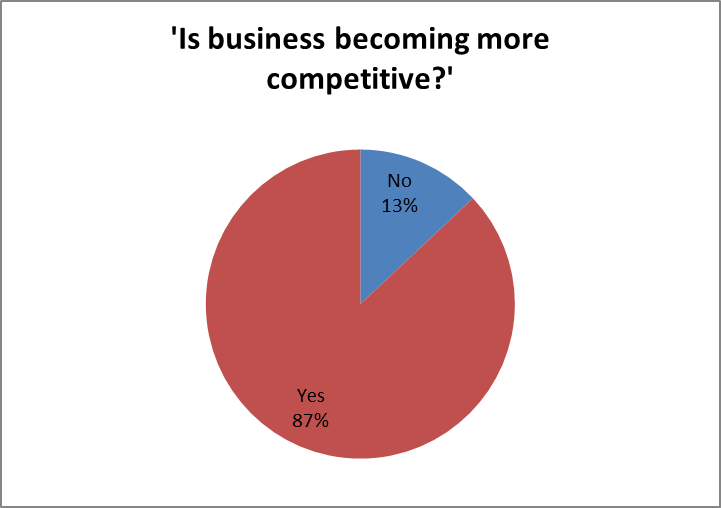 'Is business becoming more
competitive?'
No
13%
Yes
87%